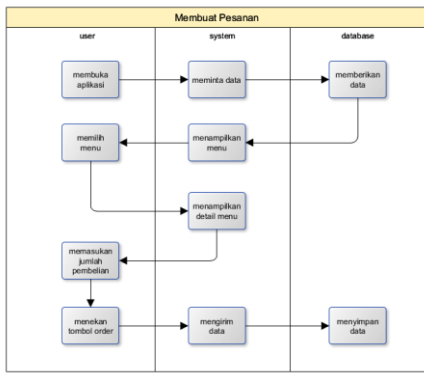 Membuat Pesanan
user
system
database
membuka
aplikasi
meminta data
memberikan
data
memilih
menu
menampilkan
menu
menampilkan
detail menu
memasukan
jumlah
pembelian
menekan
tombol order
mengirim
data
menyimpan
data